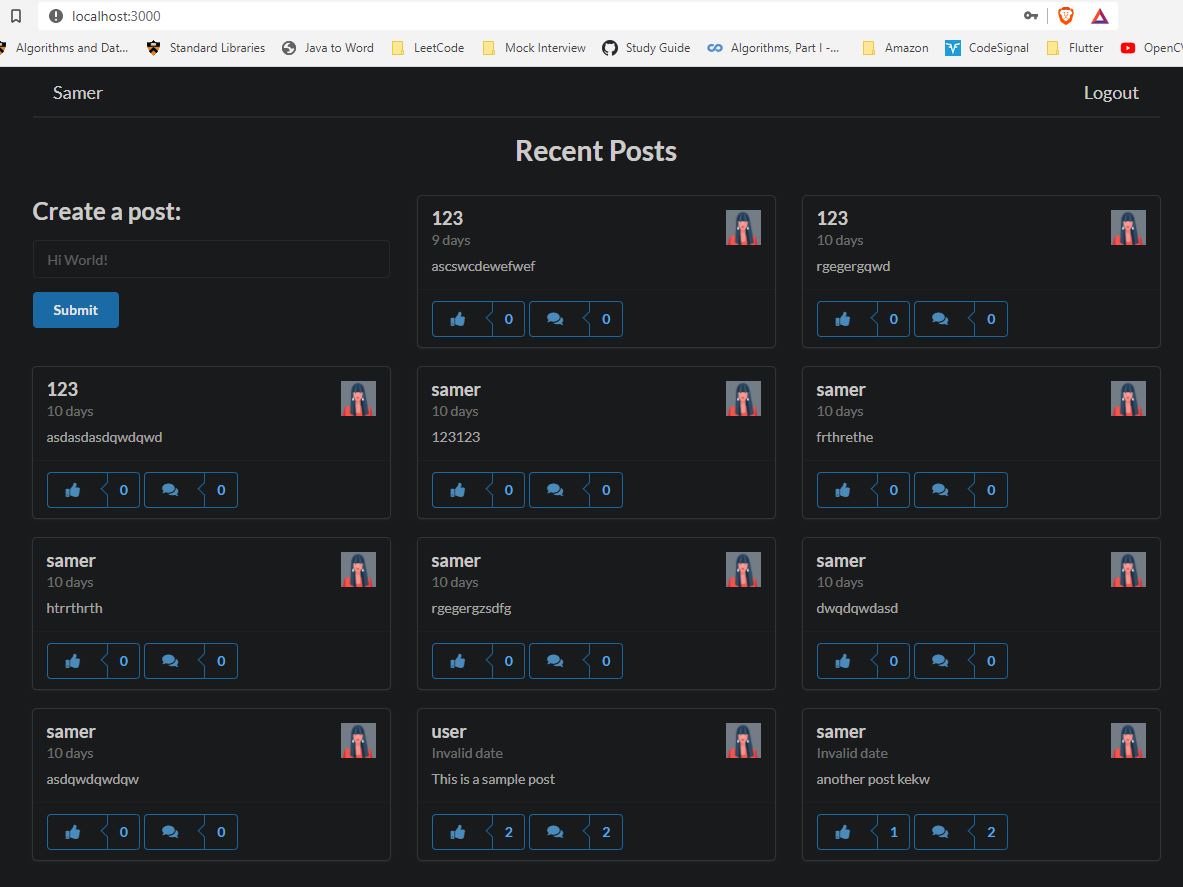 localhost:3000
Algorithms and Dat... Standard Libraries Java to Word LeetCode Mock Interview Study Guide Algorithms, Part I -... Amazon CodeSignal Flutter OpenCV
Samer Logout
Recent Posts
Create a post:
Hi World!
Submit
123
9 days
ascswcdewefwef
0 0
123
10 days
rgegergqwd
0 0
123
10 days
asdasdasdqwdqwd
0 0
samer
10 days
123123
0 0
samer
10 days
frthrethe
0 0
samer
10 days
htrrthrth
0 0
samer
10 days
rgegergzsdfg
0 0
samer
10 days
dwqdqwdasd
0 0
samer
10 days
asdqwdqwdqw
0 0
user
Invalid date
This is a sample post
2 2
samer
Invalid date
another post kekw
1 2